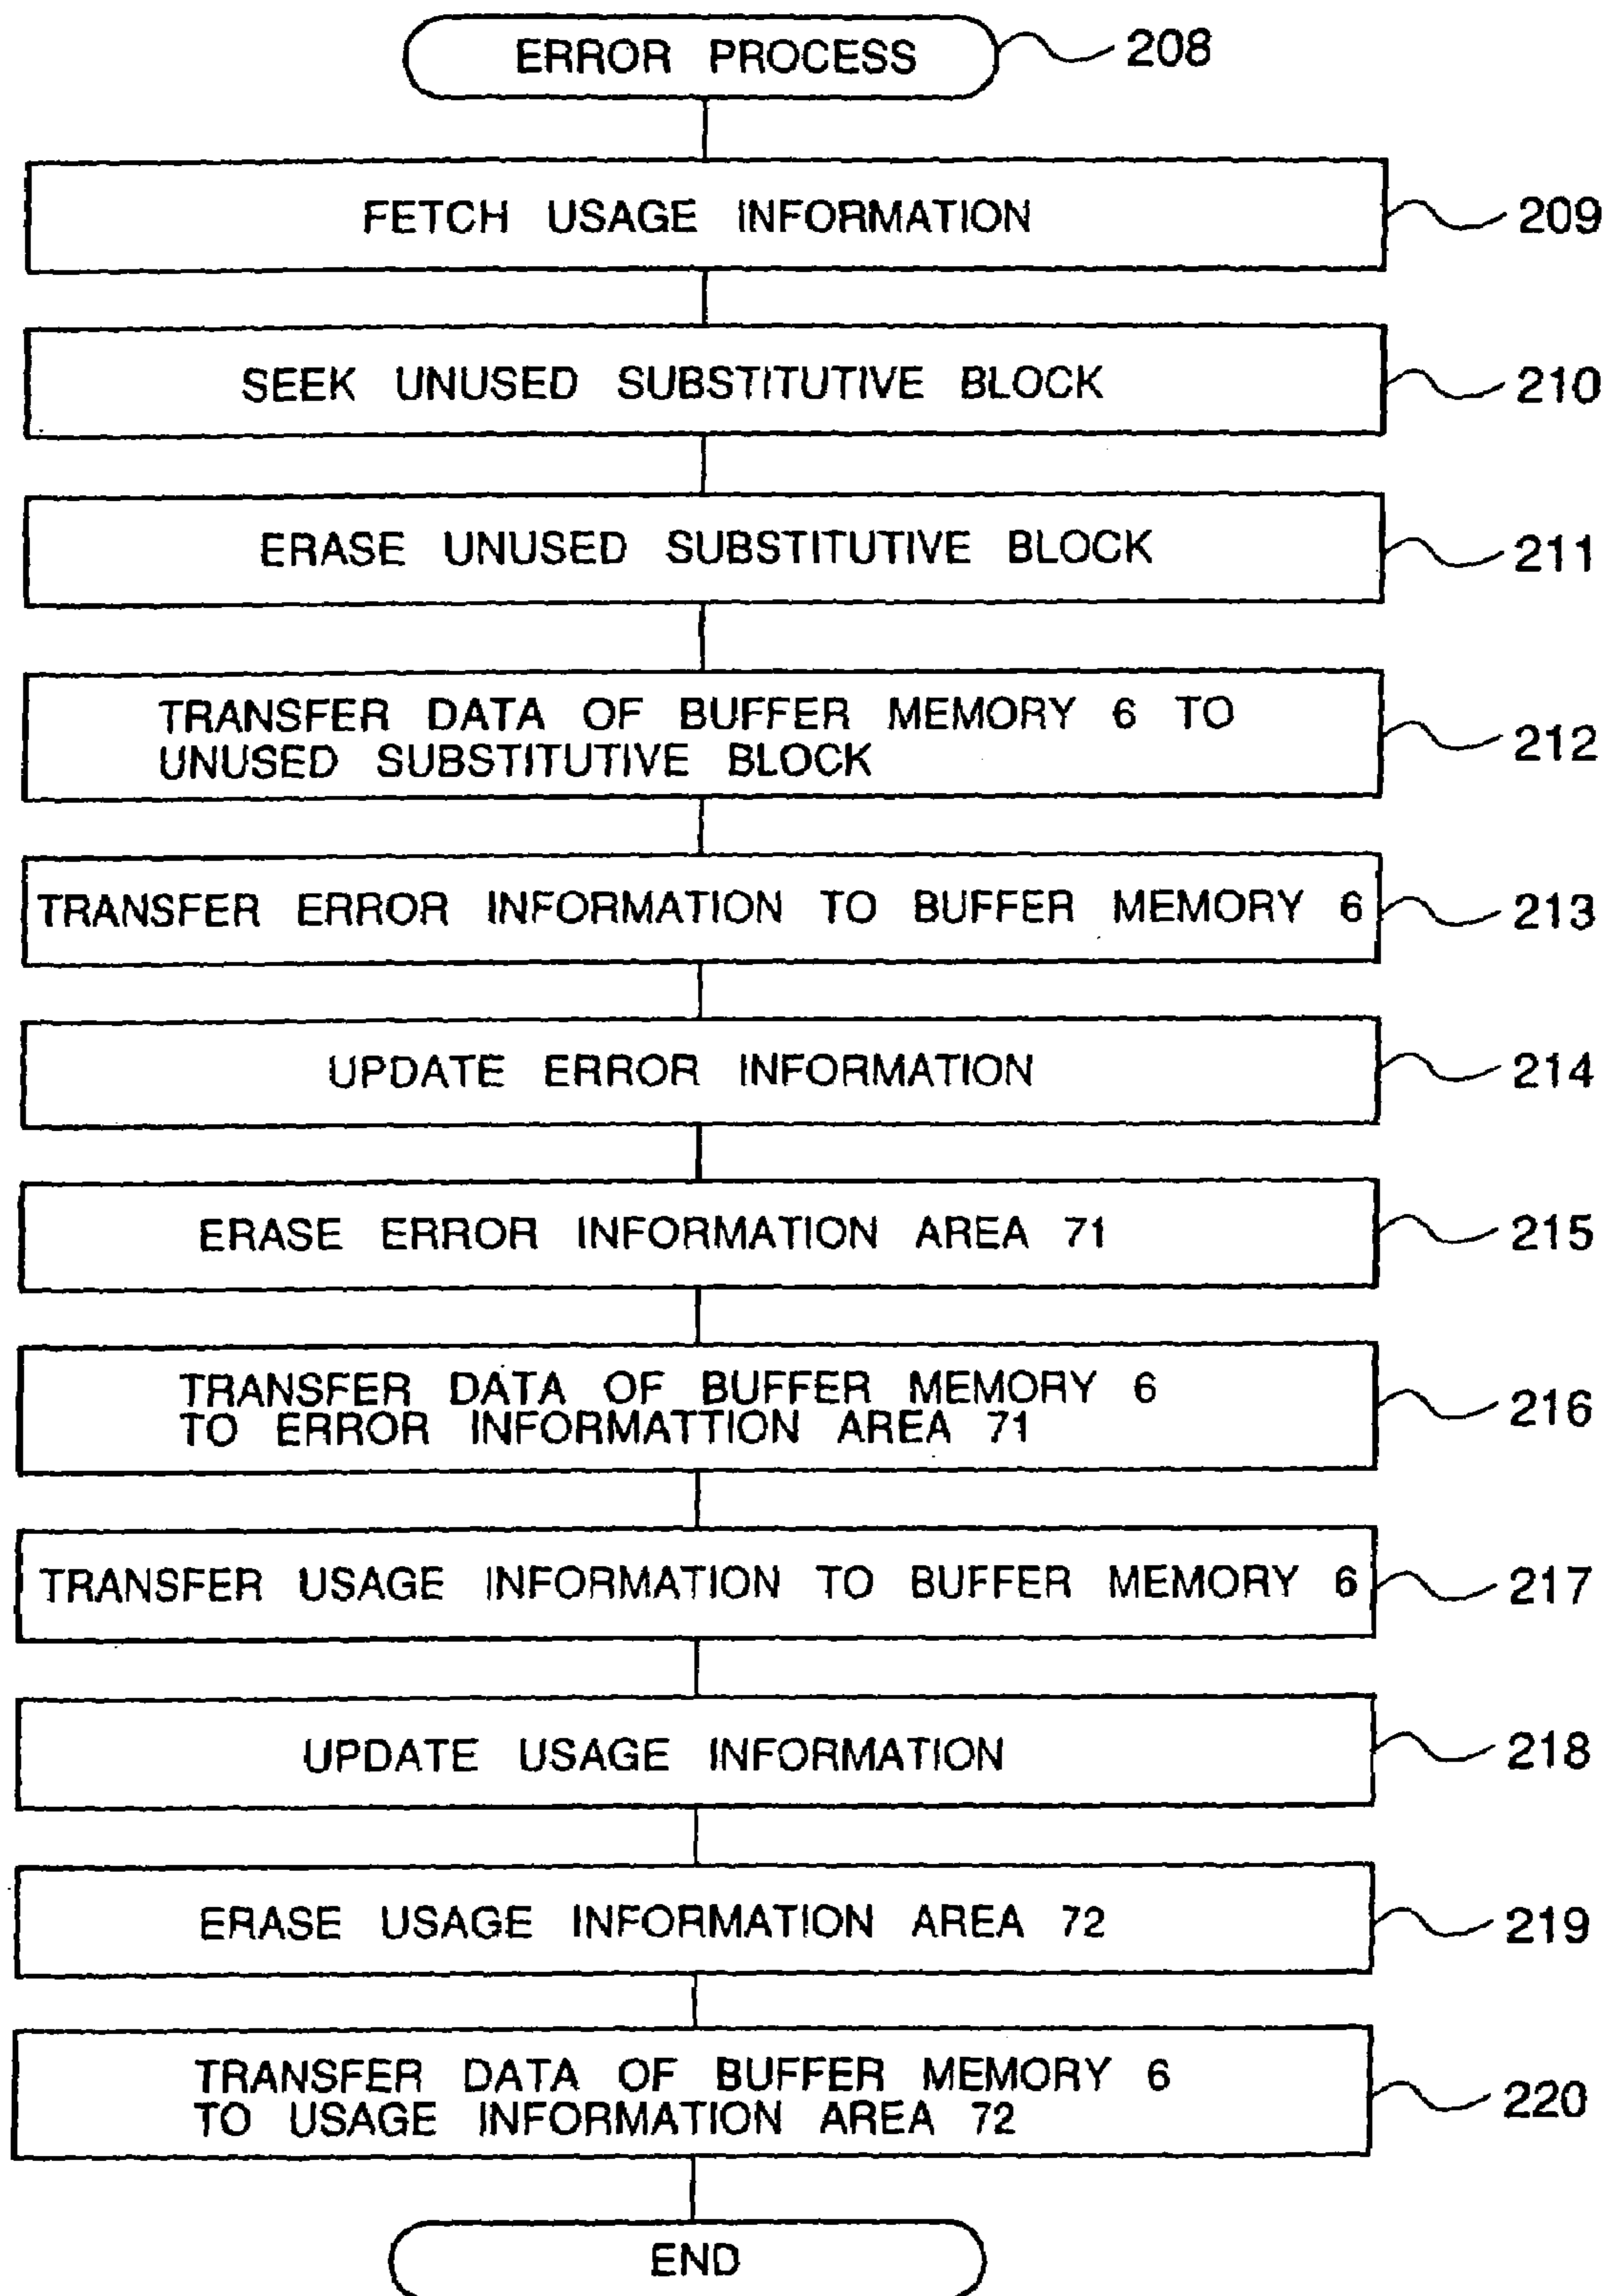 ERROR PROCESS
208
FETCH USAGE INFORMATION
209
SEEK UNUSED SUBSTITUTIVE BLOCK
210
ERASE UNUSED SUBSTITUTIVE BLOCK
211
TRANSFER DATA OF BUFFER MEMORY 6 TO
UNUSED SUBSTITUTIVE BLOCK
212
TRANSFER ERROR INFORMATION TO BUFFER MEMORY 6
213
UPDATE ERROR INFORMATION
214
ERASE ERROR INFORMATION AREA 71
215
TRANSFER DATA OF BUFFER MEMORY 6
TO ERROR INFORMATTION AREA 71
216
TRANSFER USAGE INFORMATION TO BUFFER MEMORY 6
217
UPDATE USAGE INFORMATION
218
ERASE USAGE INFORMATION AREA 72
219
TRANSFER DATA OF BUFFER MEMORY 6
TO USAGE INFORMATION AREA 72
220
END